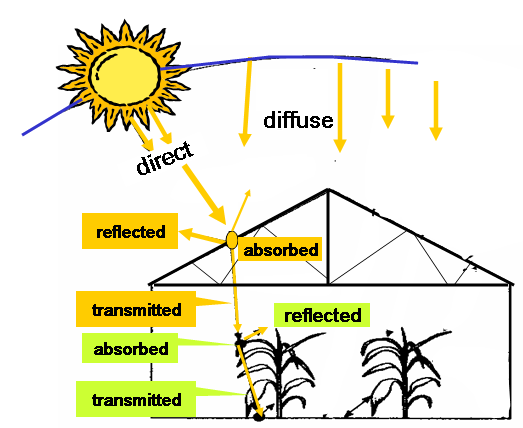 diffuse
direct
reflected
absorbed
transmitted
reflected
absorbed
transmitted